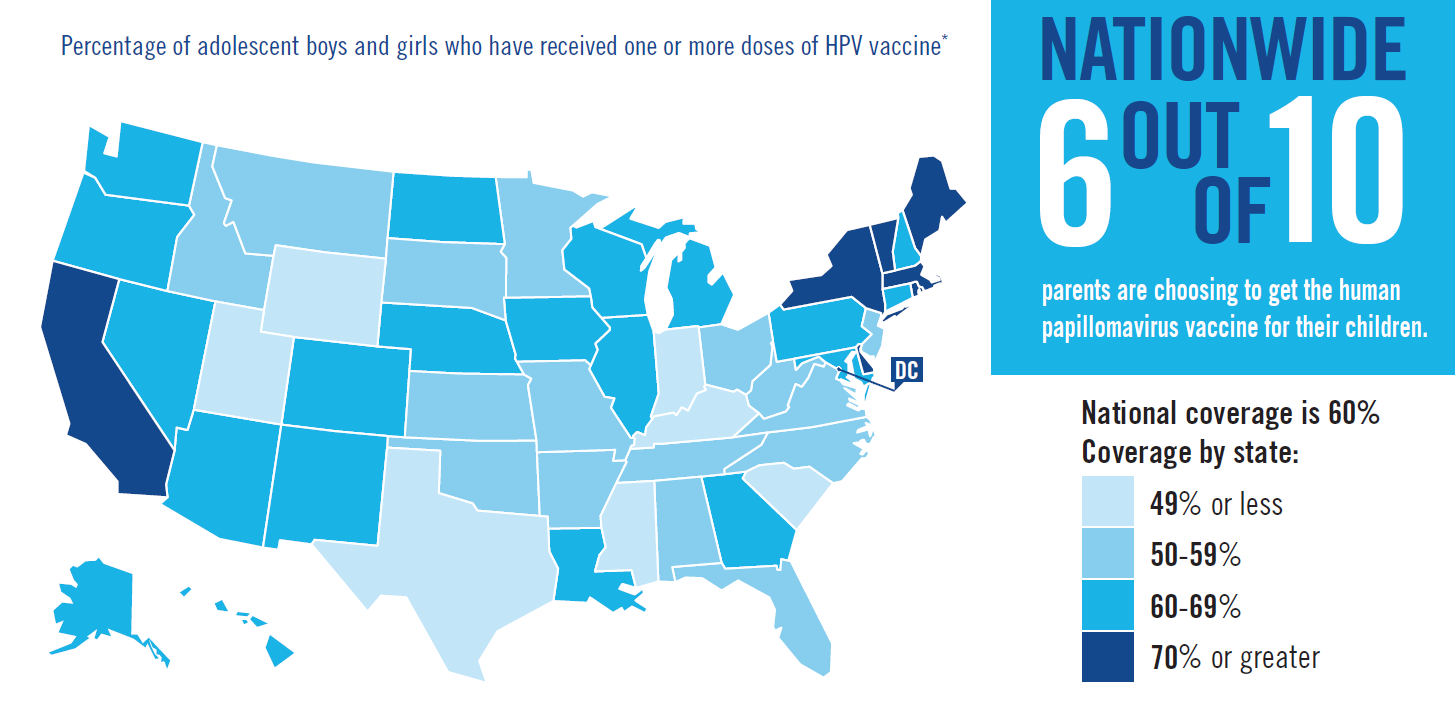 Percentage of adolescent boys and girls who have received one or more doses of HPV vaccine*
NATIONWIDE
6 OUT OF 10
parents are choosing to get the human
papillomavirus vaccine for their children.
DC
National coverage is 60%
Coverage by state:
49% or less
50-59%
60-69%
70% or greater